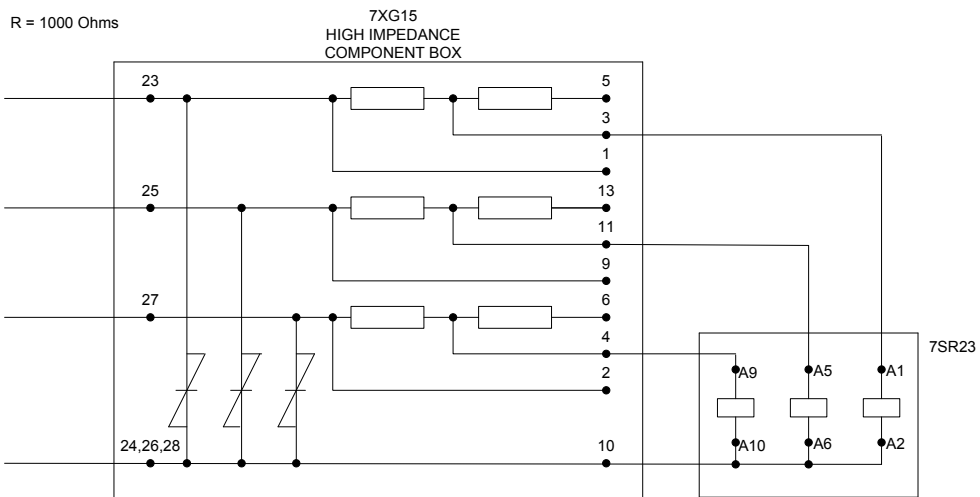 R = 1000 Ohms
7XG15
HIGH IMPEDANCE
COMPONENT BOX
23
5
3
1
25
13
11
9
27
6
4
2
7SR23
A9
A5
A1
24,26,28
10
A10
A6
A2